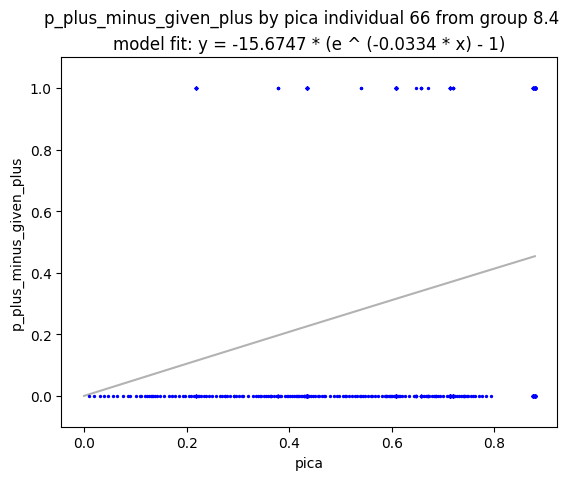 p_plus_minus_given_plus by pica individual 66 from group 8.4
model fit: y = -15.6747 * (e ^ (-0.0334 * x) - 1)
p_plus_minus_given_plus
1.0
0.8
0.6
0.4
0.2
0.0
0.0 0.2 0.4 0.6 0.8
pica